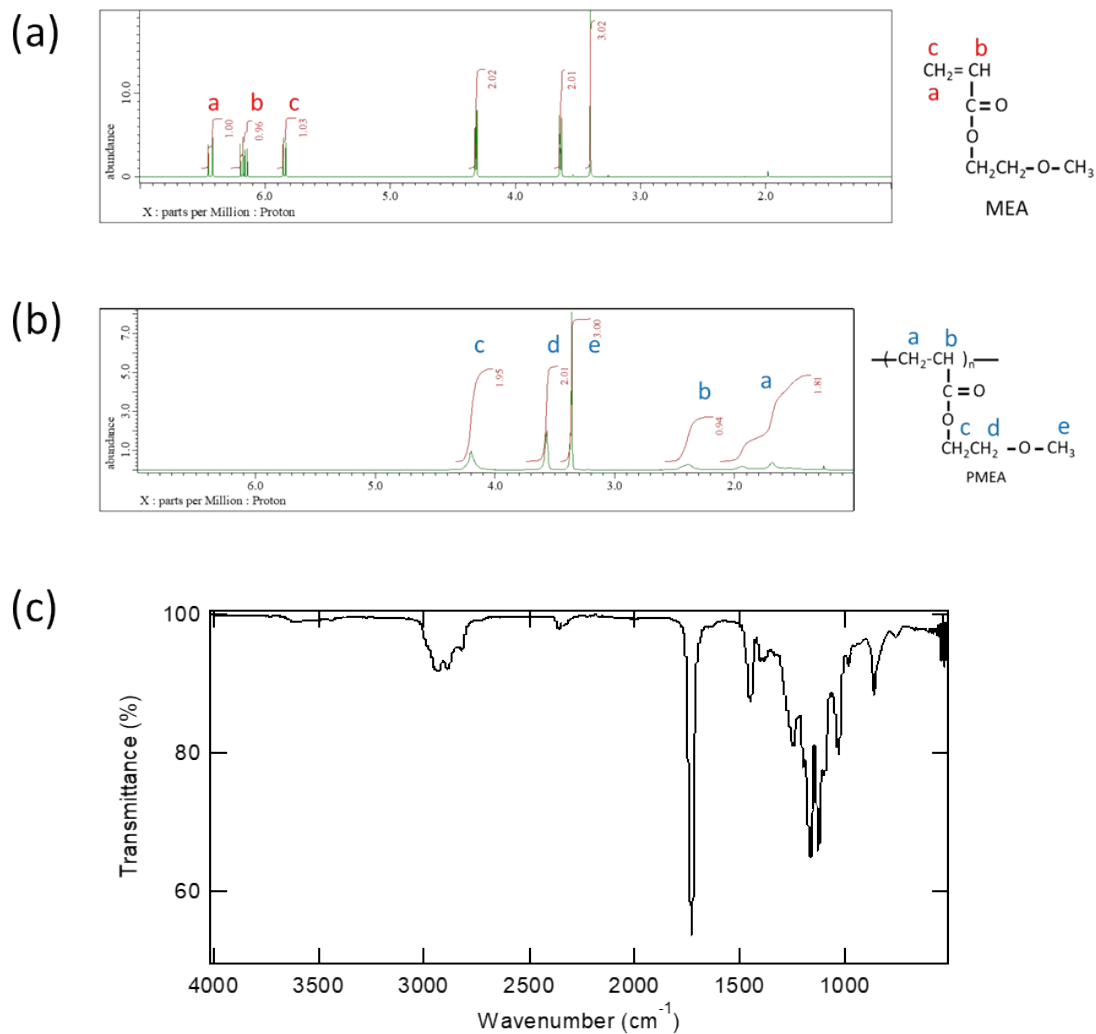 (a)
abundance
0
10.0
a
b
c
1.00
0.96
1.03
2.02
2.01
3.02
6.0
5.0
4.0
3.0
2.0
X : parts per Million : Proton
c
b
CH2= CH
a
C = O
O
CH2CH2-O-CH3
MEA
(b)
abundance
1.0
3.0
5.0
7.0
c
d
e
b
a
1.95
2.01
3.00
0.94
1.81
6.0
5.0
4.0
3.0
2.0
X : parts per Million : Proton
a
b
—(CH2-CH)n—
C = O
O
c
d
e
CH2CH2 -O-CH3
PMEA
(c)
Transmittance (%)
100
80
60
4000
3500
3000
2500
2000
1500
1000
Wavenumber (cm-1)